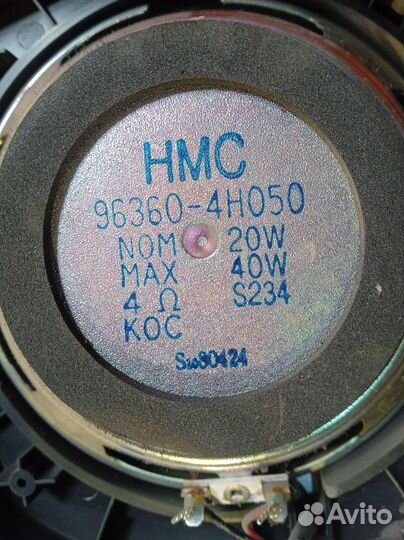 HMC
96360-4H050
NOM 20W
MAX 40W
4 Ω S234
KOC
Sw80424
Avito